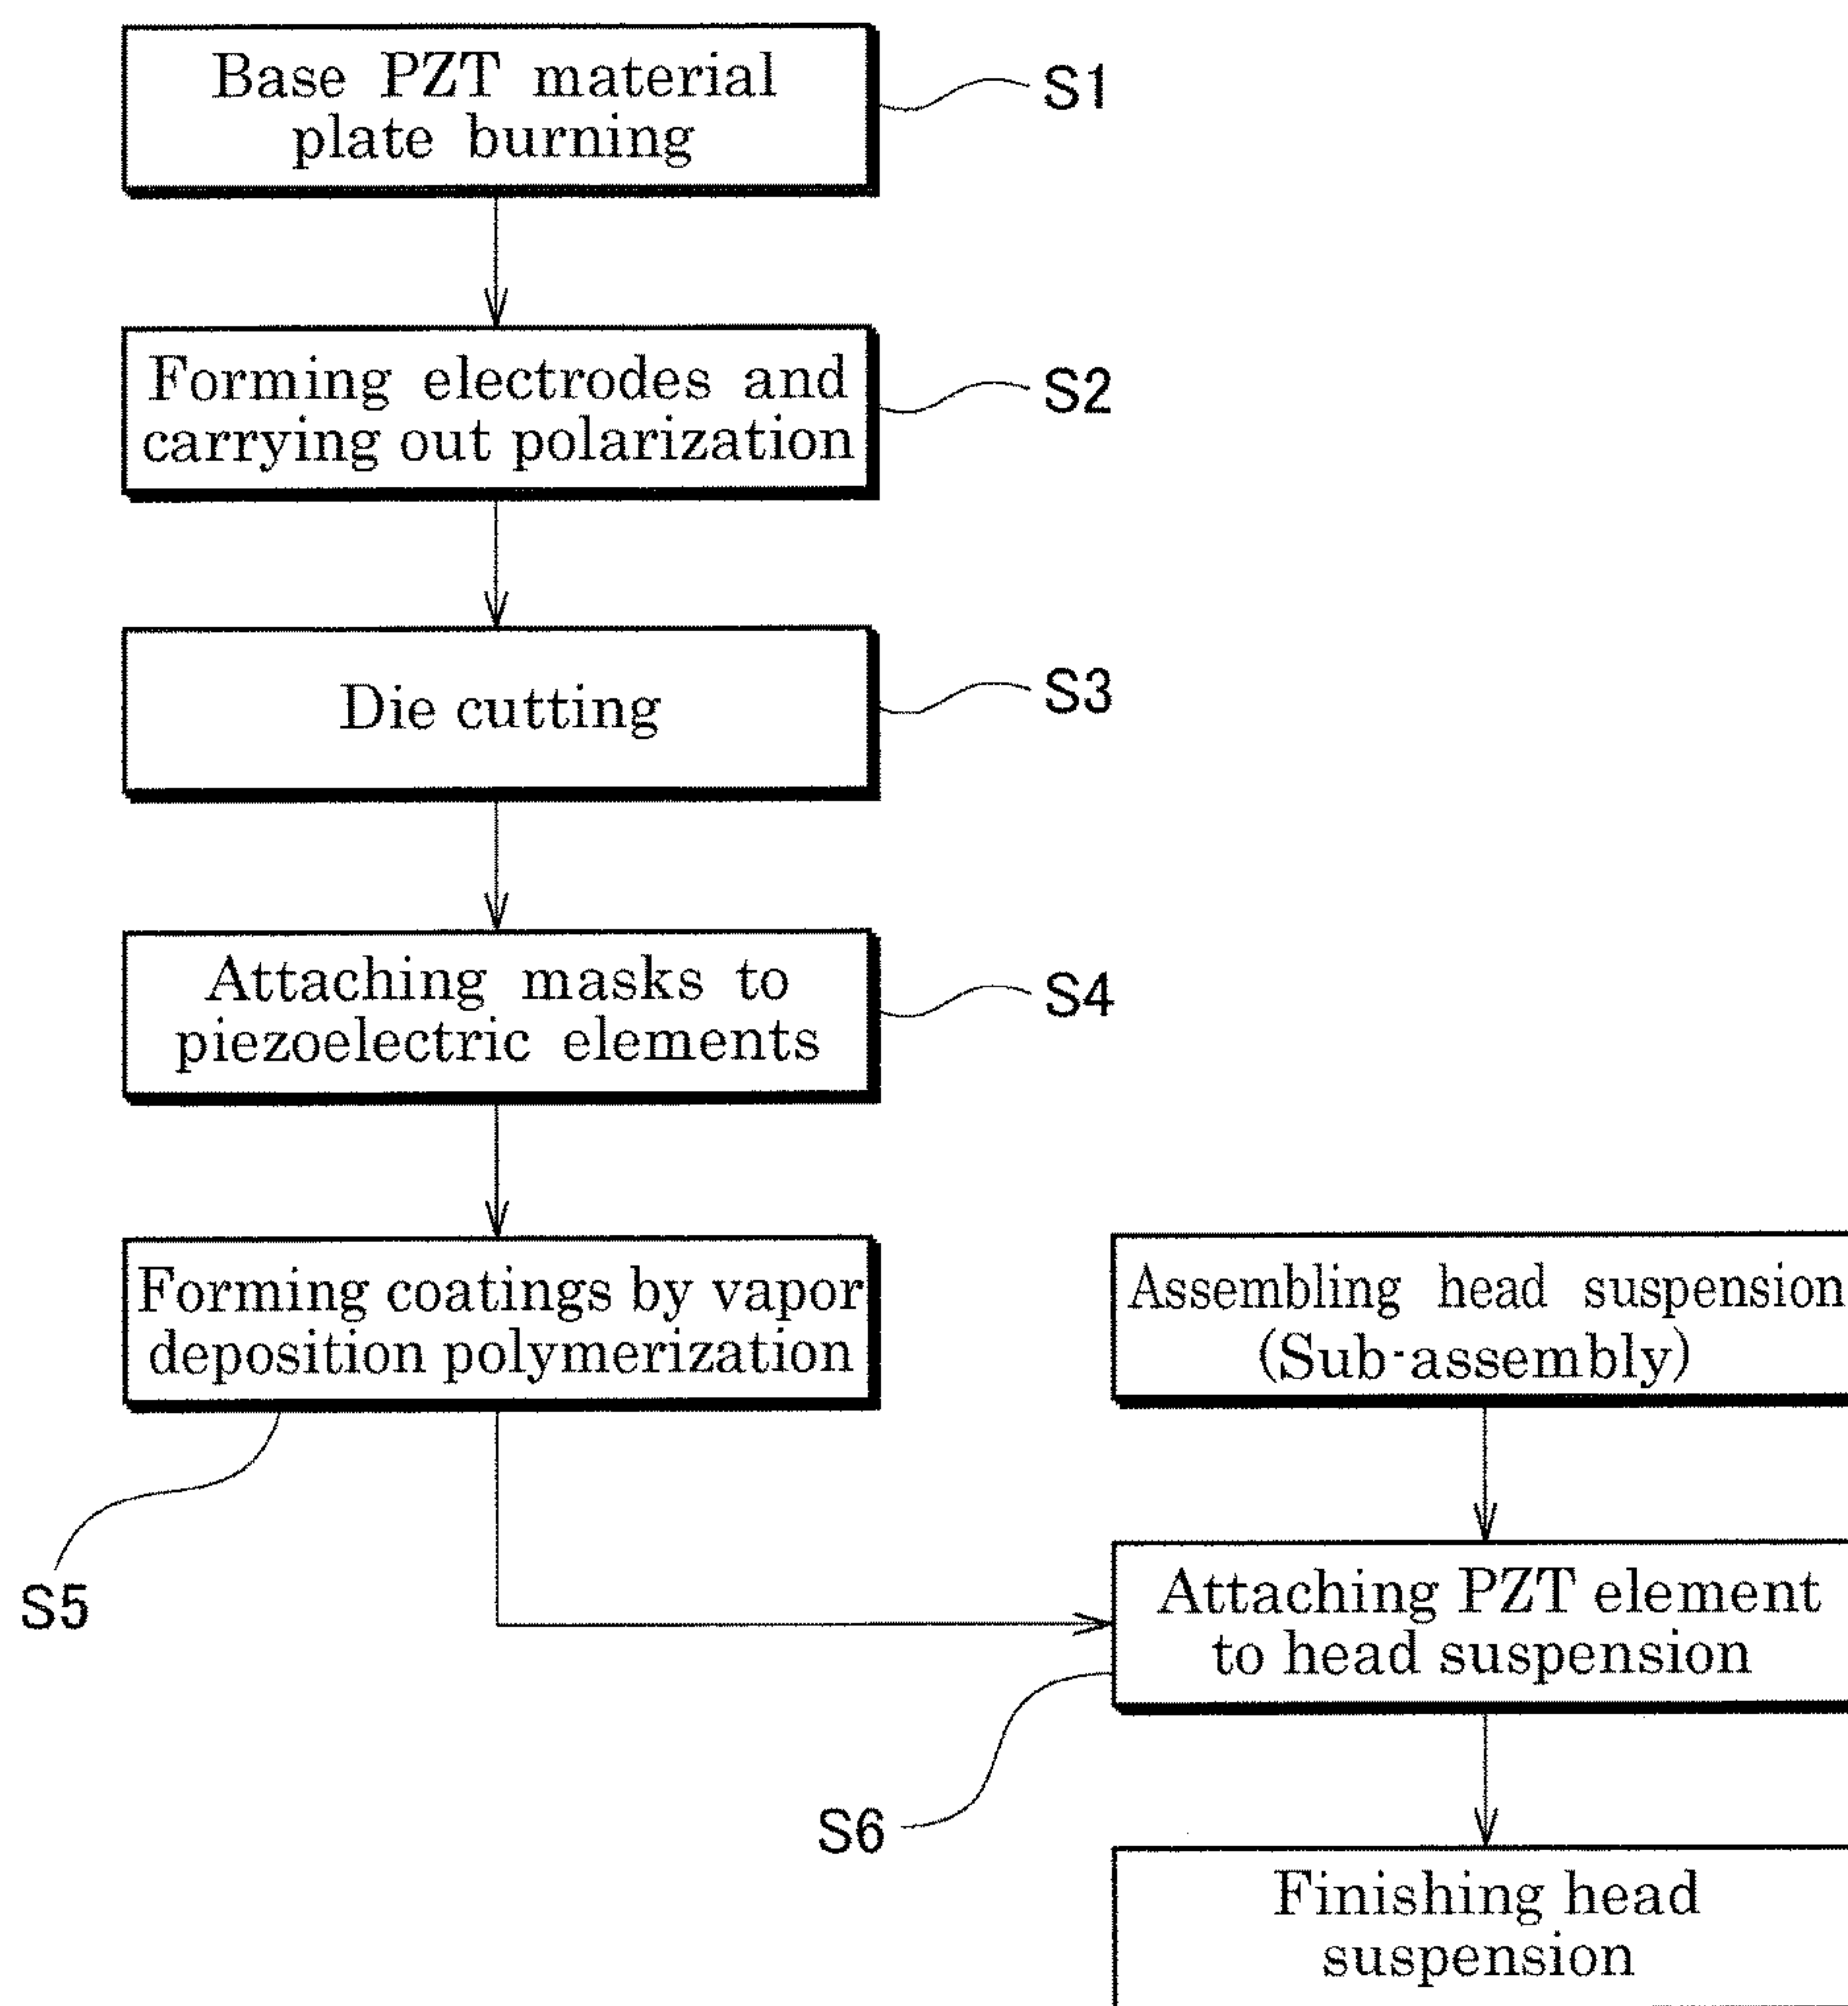 Base PZT material
plate burning
S1
Forming electrodes and
carrying out polarization
S2
Die cutting
S3
Attaching masks to
piezoelectric elements
S4
Forming coatings by vapor
deposition polymerization
S5
Assembling head suspension
(Sub-assembly)
Attaching PZT element
to head suspension
S6
Finishing head
suspension